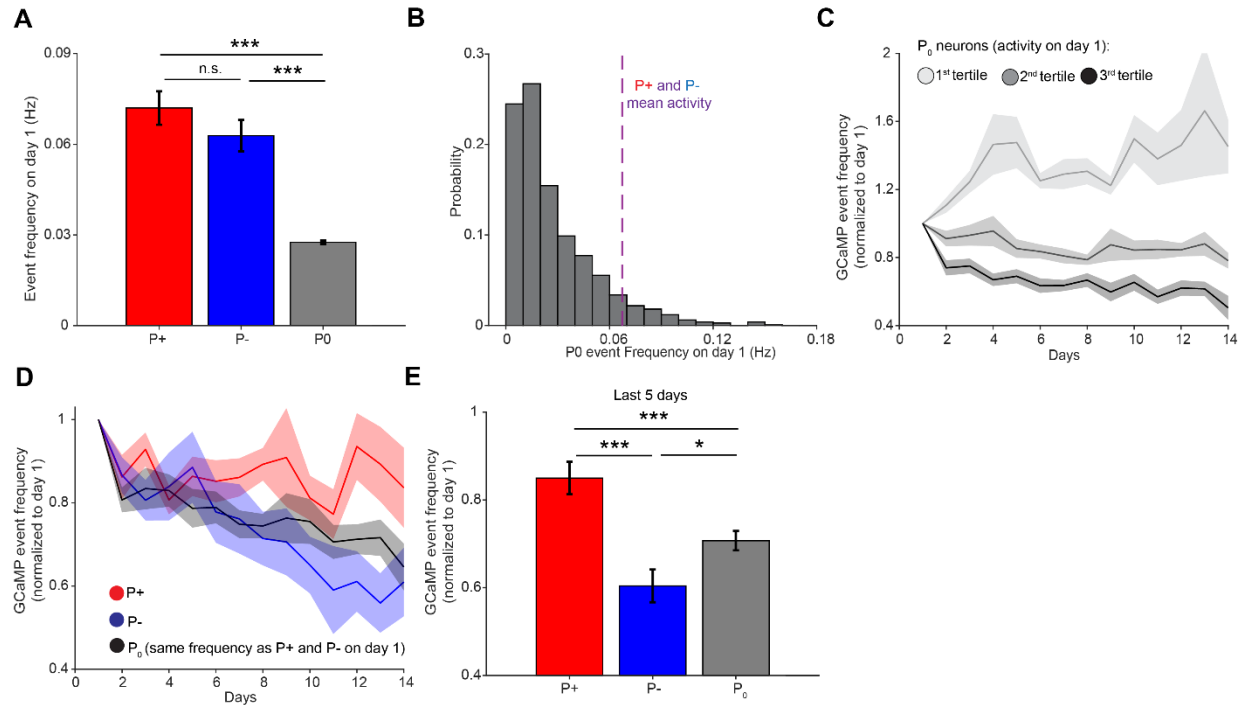 A
Event frequency on day 1 (Hz)
0.09
0.06
0.03
0
***
n.s.
***
P+
P-
P0
B
Probability
0.3
0.2
0.1
0
P+ and P-
mean activity
0
0.06
0.12
0.18
P0 event Frequency on day 1 (Hz)
C
P0 neurons (activity on day 1):
1st tertile
2nd tertile
3rd tertile
GCaMP event frequency
(normalized to day 1)
2
1.6
1.2
0.8
0.4
0 2 4 6 8 10 12 14
Days
D
GCaMP event frequency
(normalized to day 1)
1
0.8
0.6
0.4
P+
P-
P0 (same frequency as P+ and P- on day 1)
0 2 4 6 8 10 12 14
Days
E
Last 5 days
GCaMP event frequency
(normalized to day 1)
1
0.8
0.6
0.4
***
***
*
P+
P-
P0